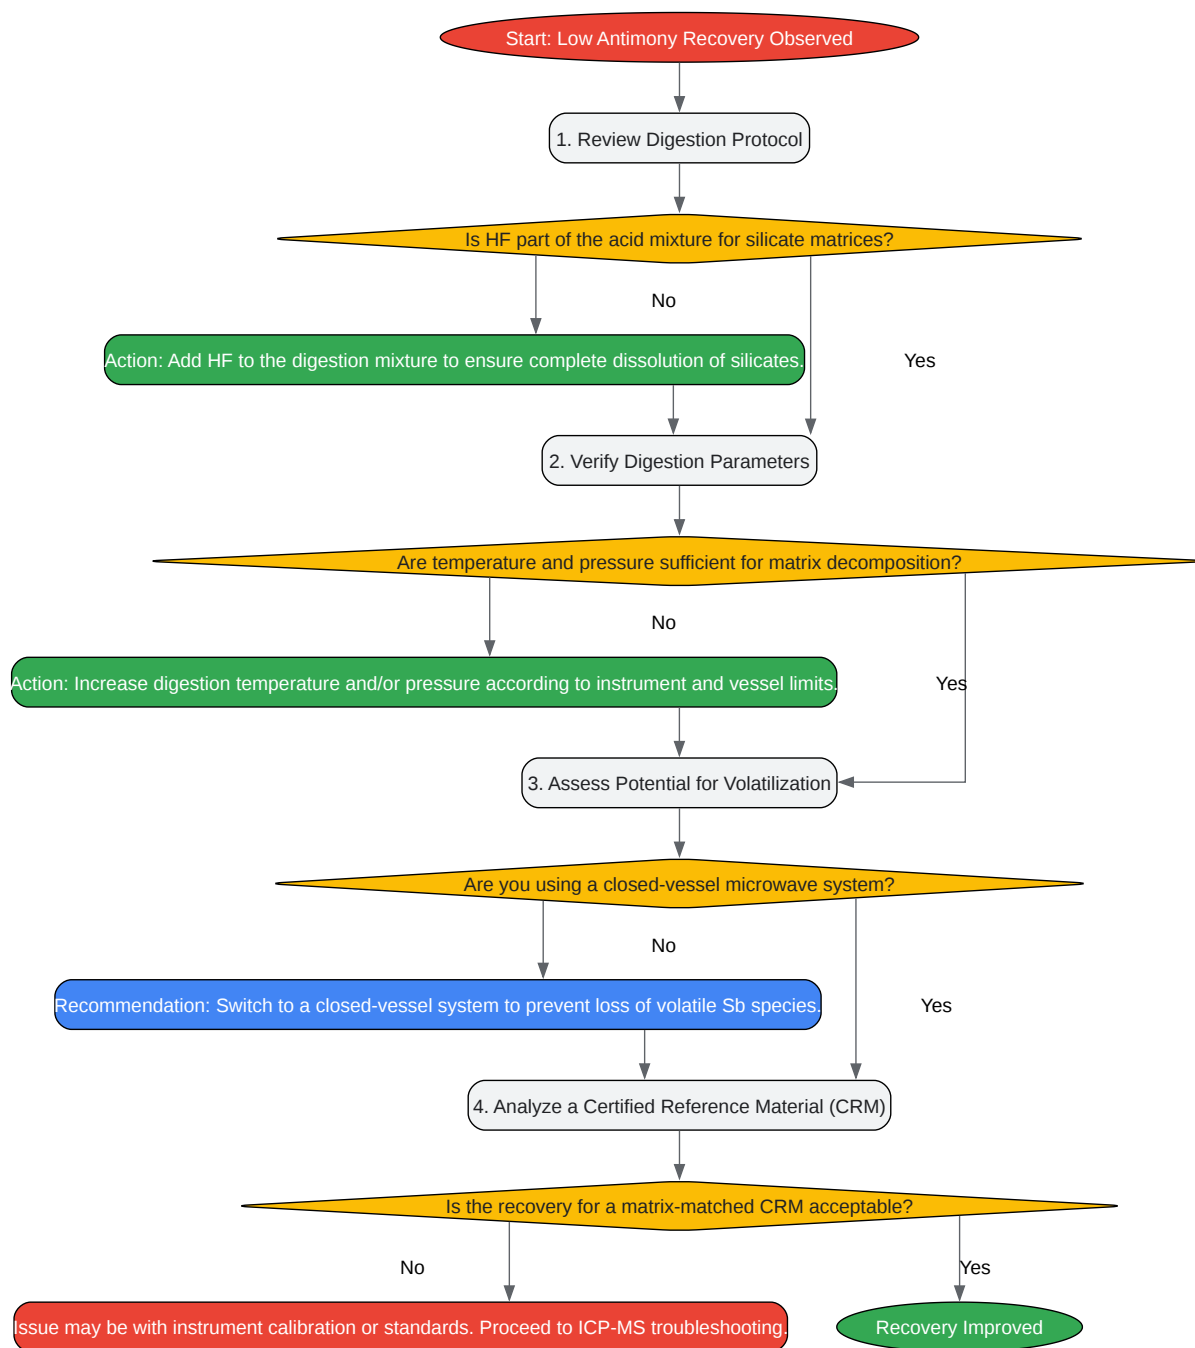 Start: Low Antimony Recovery Observed
1. Review Digestion Protocol
Is HF part of the acid mixture for silicate matrices?
No
Action: Add HF to the digestion mixture to ensure complete dissolution of silicates.
Yes
2. Verify Digestion Parameters
Are temperature and pressure sufficient for matrix decomposition?
No
Action: Increase digestion temperature and/or pressure according to instrument and vessel limits.
Yes
3. Assess Potential for Volatilization
Are you using a closed-vessel microwave system?
No
Recommendation: Switch to a closed-vessel system to prevent loss of volatile Sb species.
Yes
4. Analyze a Certified Reference Material (CRM)
Is the recovery for a matrix-matched CRM acceptable?
No
Yes
Issue may be with instrument calibration or standards. Proceed to ICP-MS troubleshooting.
Recovery Improved